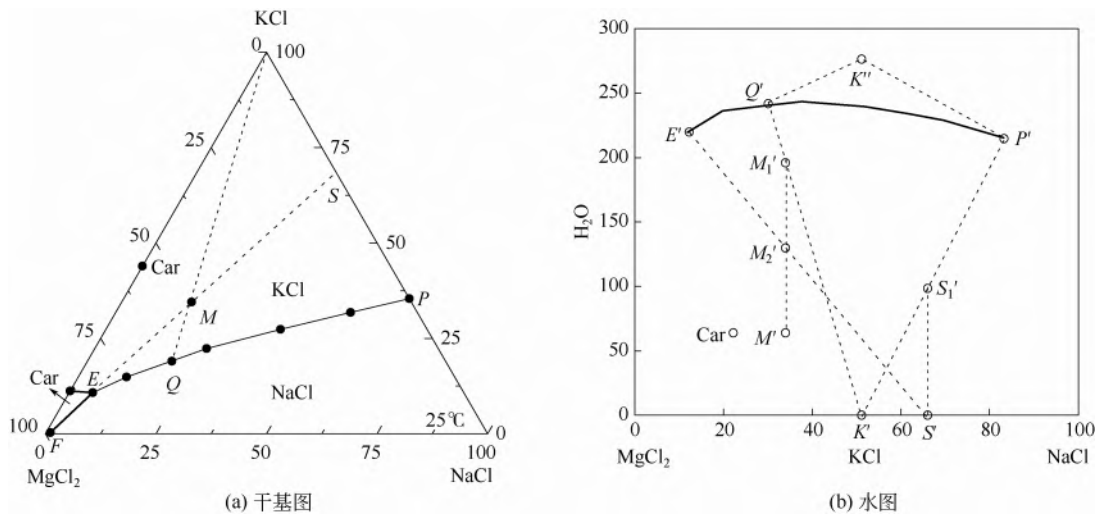 KCl
0 100
25
75
S
50
50
Car
KCl
M
P
75
25
Car
E
Q
NaCl
100
F
25℃
0
0
25
50
75
100
MgCl₂
NaCl
(a) 干基图
300
250
200
150
100
50
0
H₂O
K''
Q'
E'
P'
M₁'
M₂'
S₁'
Car
M'
K'
S'
0
20
40
60
80
100
MgCl₂
KCl
NaCl
(b) 水图